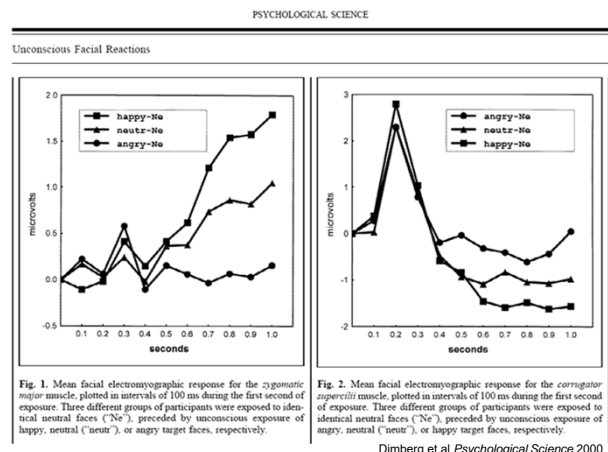 PSYCHOLOGICAL SCIENCE
Unconscious Facial Reactions
2.0
1.5
1.0
0.5
0.0
-0.5
microvolts
happy-Ne
neutr-Ne
angry-Ne
0.1 0.2 0.3 0.4 0.5 0.6 0.7 0.8 0.9 1.0
seconds
Fig. 1. Mean facial electromyographic response for the zygomatic
major muscle, plotted in intervals of 100 ms during the first second of
exposure. Three different groups of participants were exposed to iden-
tical neutral faces ("Ne"), preceded by unconscious exposure of
happy, neutral ("neutr"), or angry target faces, respectively.
3
2
1
0
-1
-2
microvolts
angry-Ne
neutr-Ne
happy-Ne
0.1 0.2 0.3 0.4 0.5 0.6 0.7 0.8 0.9 1.0
seconds
Fig. 2. Mean facial electromyographic response for the corrugator
supercilii muscle, plotted in intervals of 100 ms during the first second
of exposure. Three different groups of participants were exposed to
identical neutral faces ("Ne"), preceded by unconscious exposure of
angry, neutral ("neutr"), or happy target faces, respectively.
Dimberg et al Psychological Science 2000